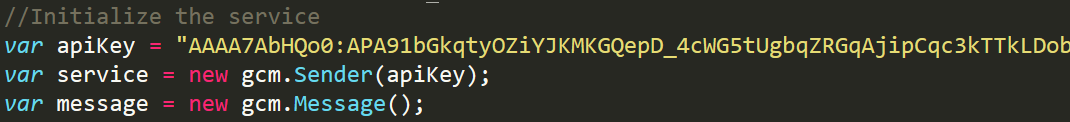 //Initialize the service
var apiKey = "AAAA7AbHQo0:APA91bGkqtyOZiYJKMKGQepD_4cWG5tUgbqZRGqAjipCqc3kTTkLDob
var service = new gcm.Sender(apiKey);
var message = new gcm.Message();